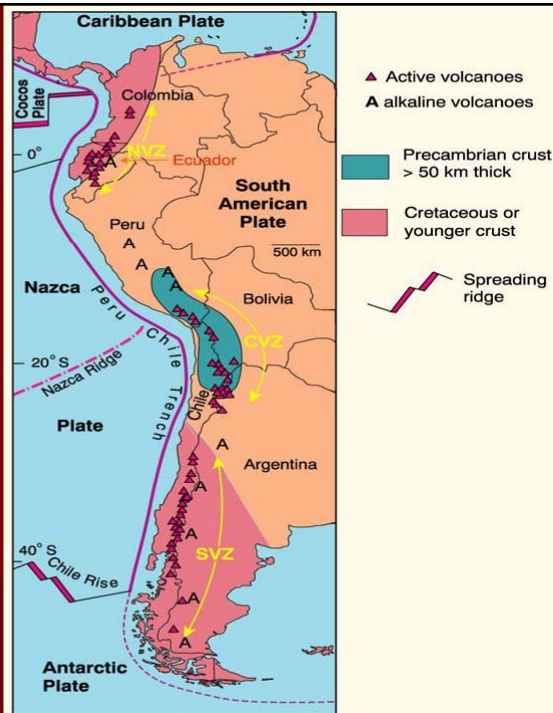 Caribbean Plate
Cocos
Plate
Colombia
0°
NVZ
Ecuador
South
American
Plate
Peru
500 km
Nazca
Bolivia
Peru Chile Trench
CVZ
20° S
Nazca Ridge
Chile
Plate
Argentina
A
A
A
A
A
A
A
A
A
A
SVZ
40° S
Chile Rise
Antarctic
Plate
Active volcanoes
A alkaline volcanoes
Precambrian crust
> 50 km thick
Cretaceous or
younger crust
Spreading
ridge